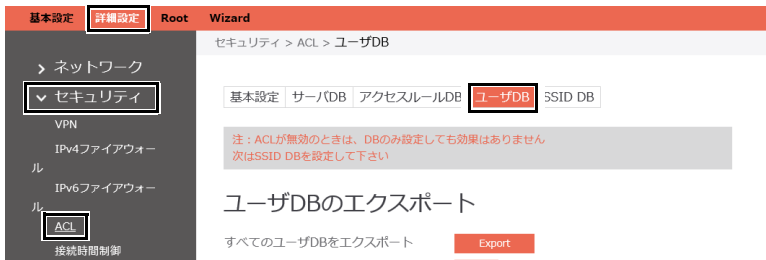 基本設定 詳細設定 Root Wizard
セキュリティ > ACL > ユーザDB
ネットワーク
セキュリティ
VPN
IPv4ファイアウォー
ル
IPv6ファイアウォー
ル
ACL
接続時間制御
基本設定 サーバDB アクセスルールDB ユーザDB SSID DB
注：ACLが無効のときは、DBのみ設定しても効果はありません
次はSSID DBを設定して下さい
ユーザDBのエクスポート
すべてのユーザDBをエクスポート Export